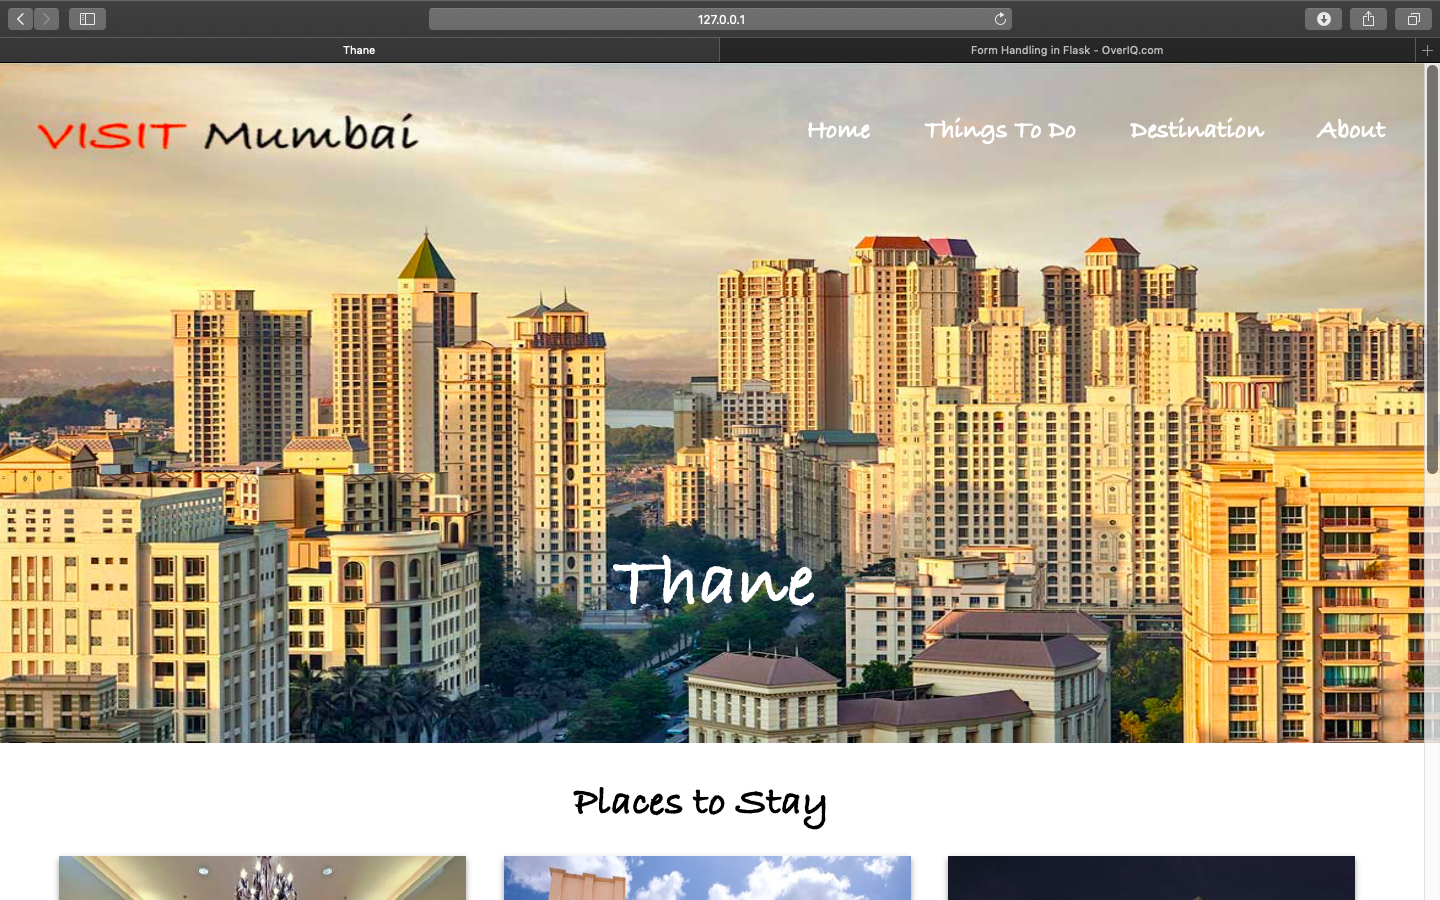 127.0.0.1
Thane
Form Handling in Flask - OverIQ.com
VISIT Mumbai
Home
Things To Do
Destination
About
Thane
Places to Stay